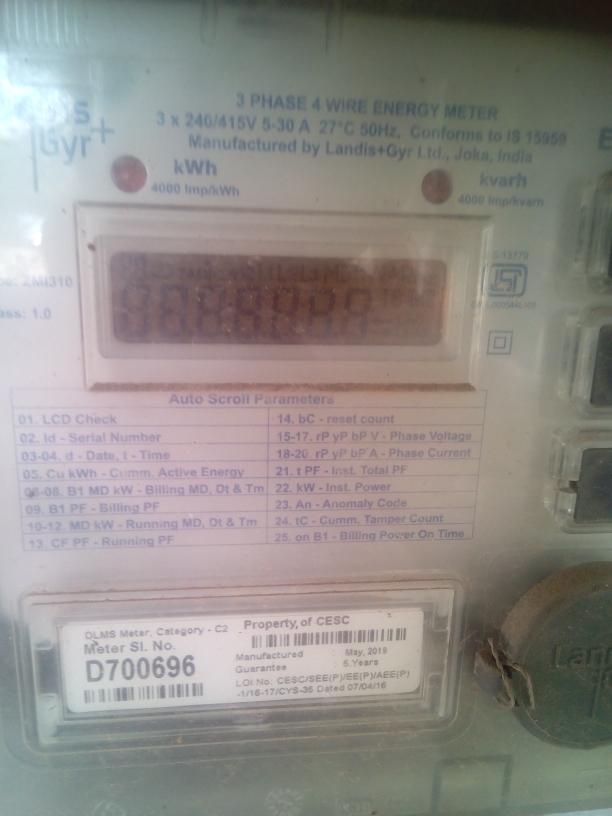 3 PHASE 4 WIRE ENERGY METER
3 x 240/415V 5-30 A 27°C 50Hz, Conforms to IS 15959
Manufactured by Landis+Gyr Ltd., Joka, India
Gyr+
kWh
4000 Imp/kWh
kvarh
4000 Imp/kvarh
ZMI310
1.0
Auto Scroll Parameters
01. LCD Check
02. Id - Serial Number
03-04. d - Date, t - Time
05. Cu kWh - Cumm. Active Energy
06-08. B1 MD kW - Billing MD, Dt & Tm
09. B1 PF - Billing PF
10-12. MD kW - Running MD, Dt & Tm
13. CF PF - Running PF
14. bC - reset count
15-17. rP yP bP V - Phase Voltage
18-20. rP yP bP A - Phase Current
21. t PF - Inst. Total PF
22. kW - Inst. Power
23. An - Anomaly Code
24. tC - Cumm. Tamper Count
25. on B1 - Billing Power On Time
DLMS Meter, Category - C2
Meter Sl. No.
D700696
Property of CESC
Manufactured : May, 2019
Guarantee : 5 Years
LOI No: CESC/SEE(P)/EE(P)/AEE(P)
-1/16-17/CYS-35 Dated 07/04/16